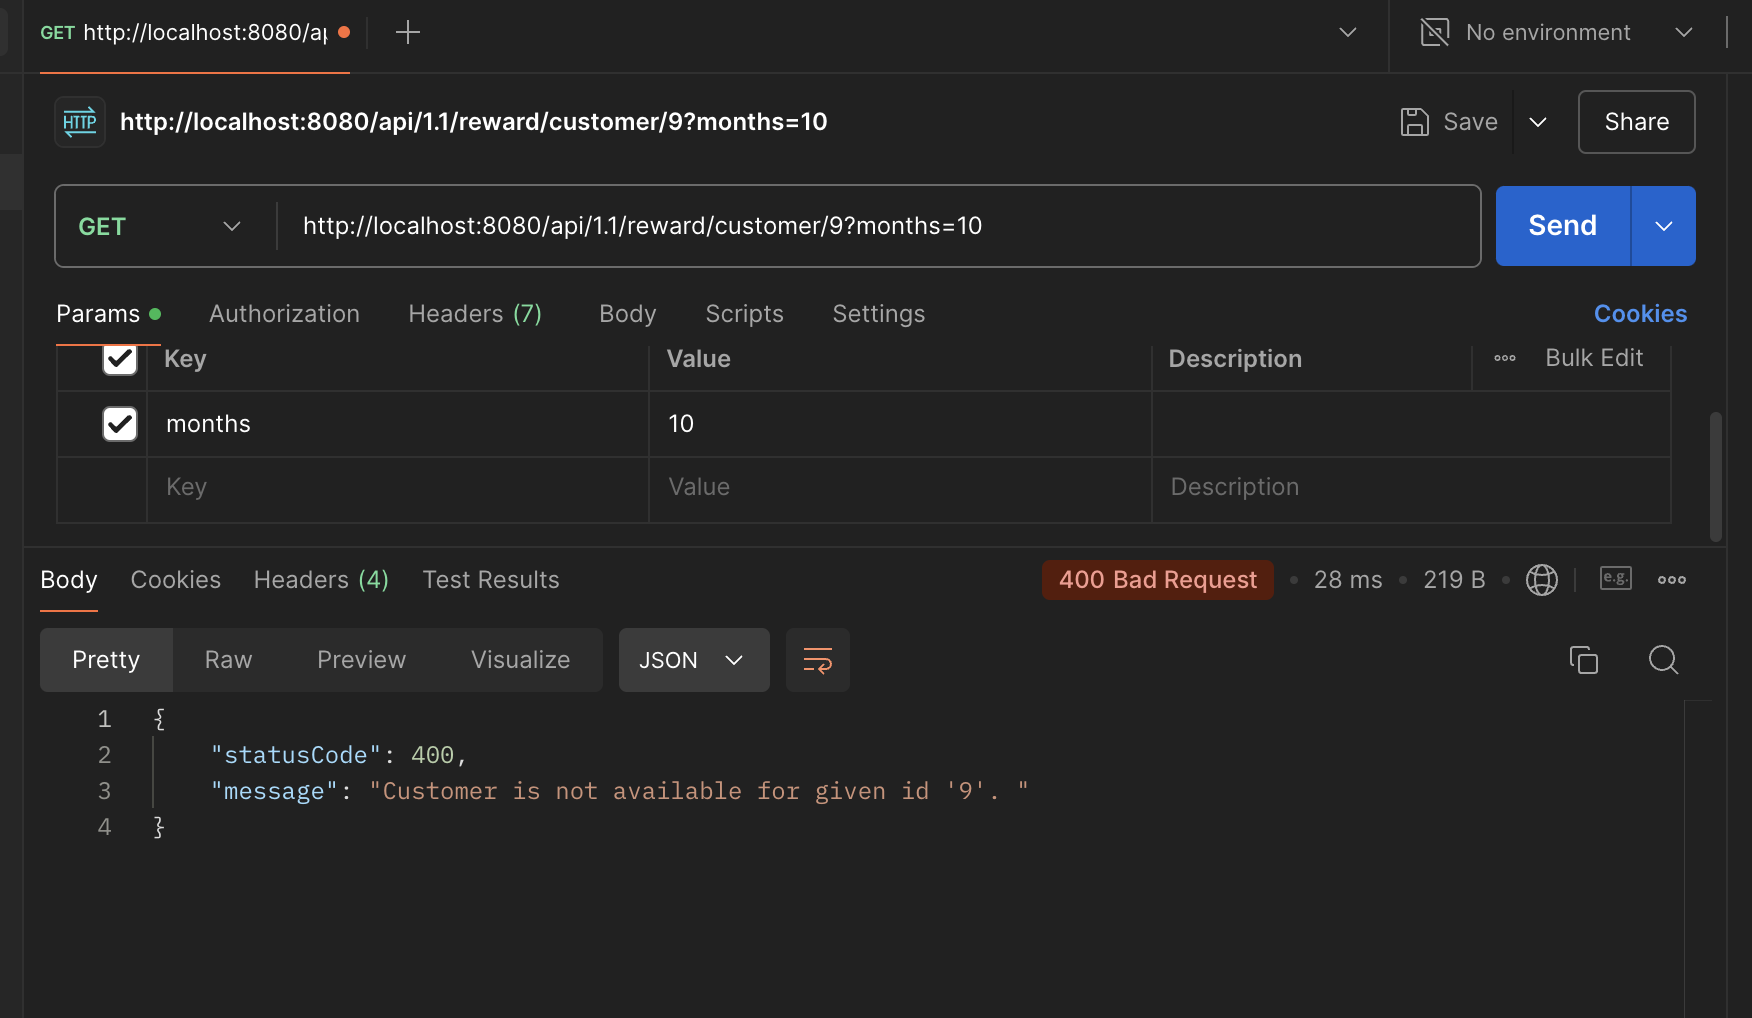 GET http://localhost:8080/ap
No environment
HTTP http://localhost:8080/api/1.1/reward/customer/9?months=10
Save
Share
GET http://localhost:8080/api/1.1/reward/customer/9?months=10
Send
Params Authorization Headers (7) Body Scripts Settings Cookies
Key Value Description Bulk Edit
months 10
Key Value Description
Body Cookies Headers (4) Test Results 400 Bad Request 28 ms 219 B e.g.
Pretty Raw Preview Visualize JSON
1 {
2 "statusCode": 400,
3 "message": "Customer is not available for given id '9'. "
4 }